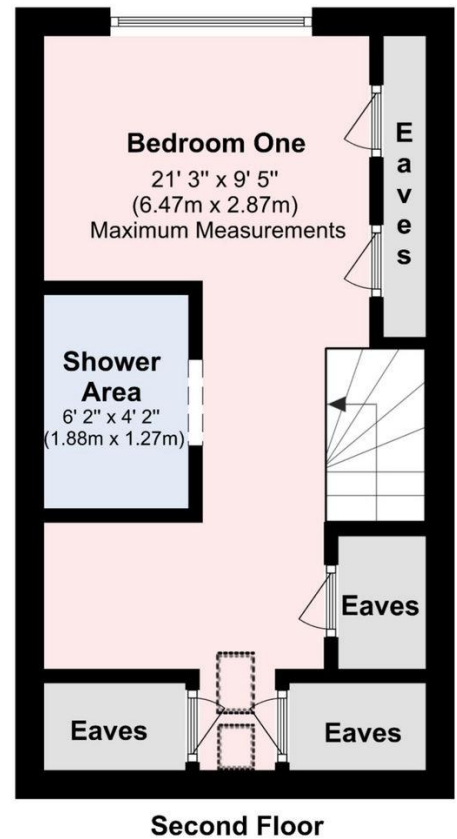 Bedroom One
21' 3" x 9' 5"
(6.47m x 2.87m)
Maximum Measurements
Eaves
Shower
Area
6' 2" x 4' 2"
(1.88m x 1.27m)
Eaves
Eaves
Eaves
Second Floor